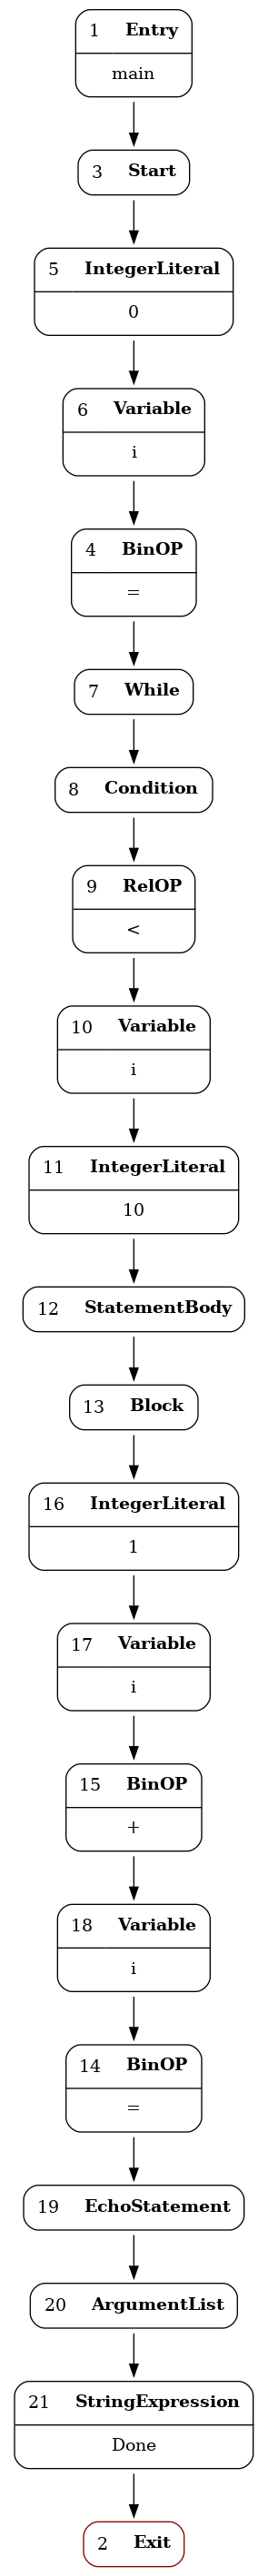 1 Entry
main
3 Start
5 IntegerLiteral
0
6 Variable
i
4 BinOP
=
7 While
8 Condition
9 RelOP
<
10 Variable
i
11 IntegerLiteral
10
12 StatementBody
13 Block
16 IntegerLiteral
1
17 Variable
i
15 BinOP
+
18 Variable
i
14 BinOP
=
19 EchoStatement
20 ArgumentList
21 StringExpression
Done
2 Exit